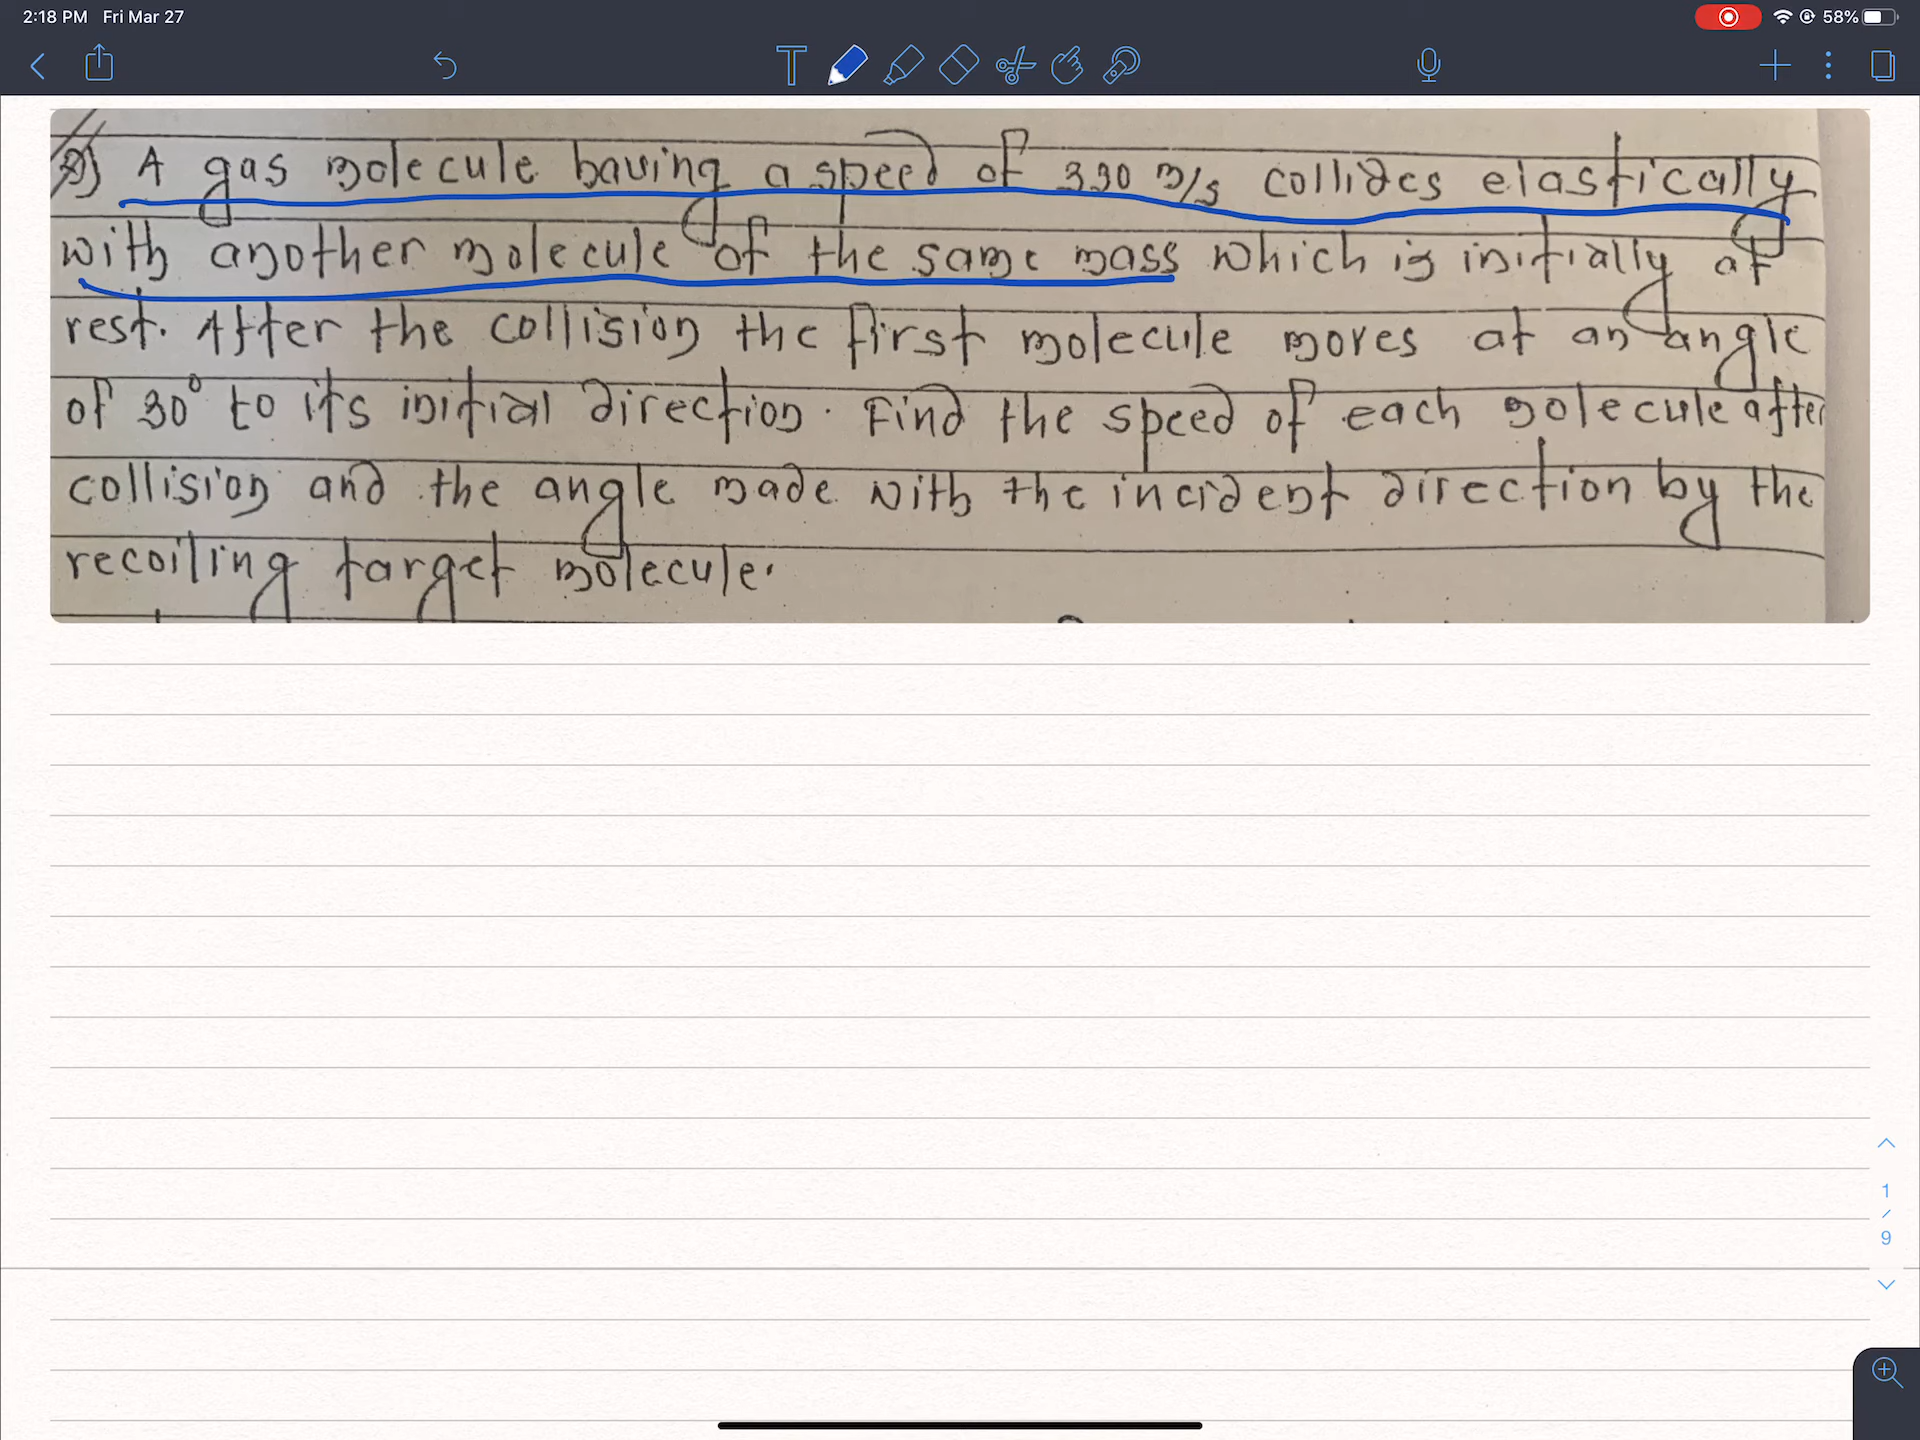 2:18 PM Fri Mar 27
58%
Q) A gas molecule having a speed of 330 m/s collides elastically
with another molecule of the same mass which is initially at
rest. After the collision the first molecule moves at an angle
of 30° to its initial direction. Find the speed of each molecule after
collision and the angle made with the incident direction by the
recoiling target molecule.
1
/
9